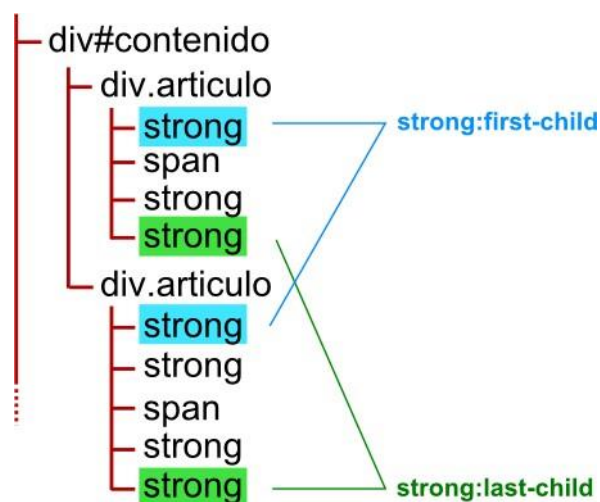 div#contenido
div.articulo
strong
strong:first-child
span
strong
strong
div.articulo
strong
strong
span
strong
strong
strong:last-child